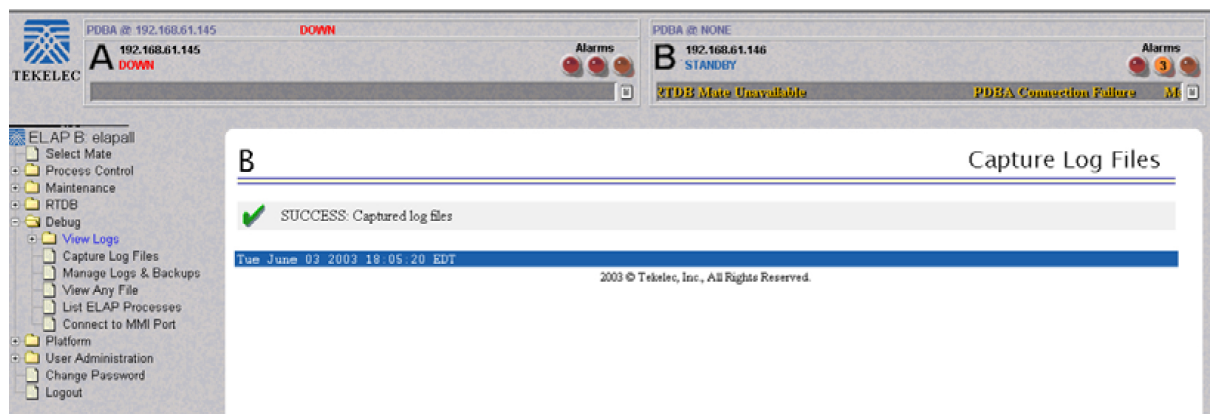 PDBA @ 192.168.61.145 DOWN
TEKELEC
A 192.168.61.145
DOWN
Alarms
PDBA @ NONE
B 192.168.61.146
STANDBY
Alarms
3
RTDB Mate Unavailable PDBA Connection Failure M
ELAP B: elapall
Select Mate
Process Control
Maintenance
RTDB
Debug
View Logs
Capture Log Files
Manage Logs & Backups
View Any File
List ELAP Processes
Connect to MMI Port
Platform
User Administration
Change Password
Logout
B Capture Log Files
SUCCESS: Captured log files
Tue June 03 2003 18:05:20 EDT
2003 © Tekelec, Inc., All Rights Reserved.